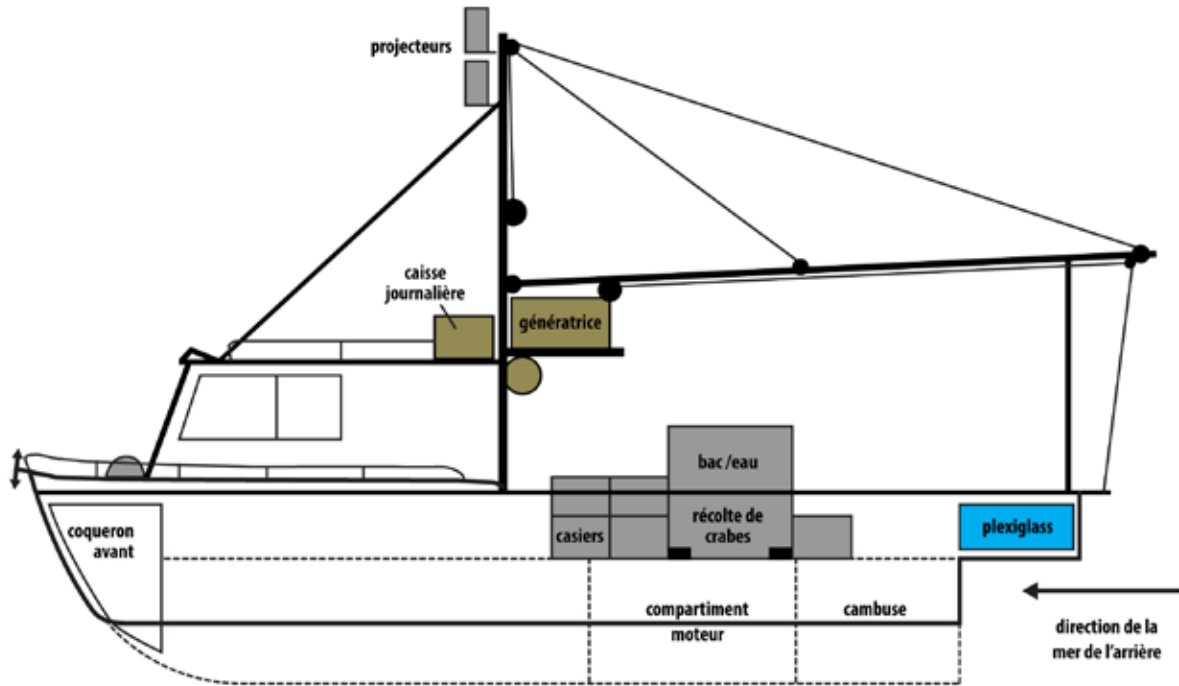 projecteurs
caisse
journalière
génératrice
bac/eau
récolte de
crabes
casiers
plexiglass
coqueron
avant
compartiment
moteur
cambuse
direction de la
mer de l'arrière